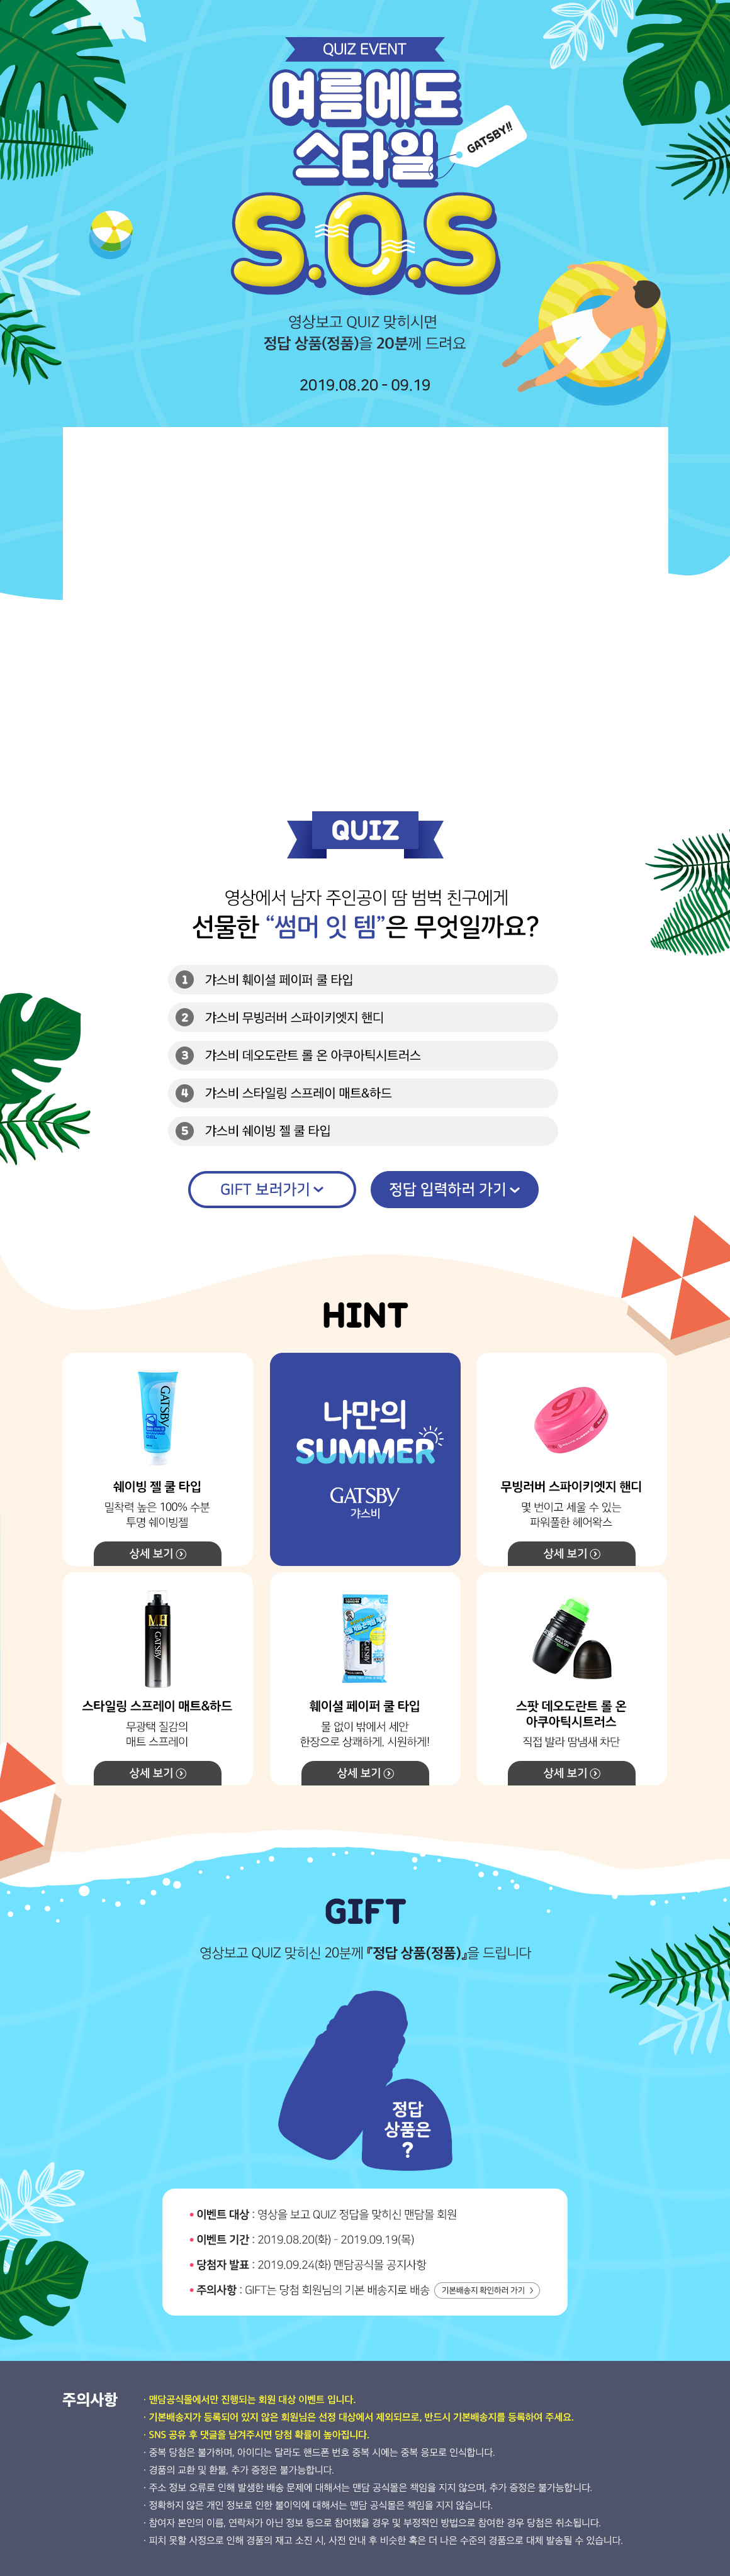 QUIZ EVENT
여름에도
스타일
GATSBY!!
S.O.S
영상보고 QUIZ 맞히시면
정답 상품(정품)을 20분께 드려요
2019.08.20 - 09.19
QUIZ
영상에서 남자 주인공이 땀 범벅 친구에게
선물한 “썸머 잇 템”은 무엇일까요?
1 갸스비 훼이셜 페이퍼 쿨 타입
2 갸스비 무빙러버 스파이키엣지 핸디
3 갸스비 데오도란트 롤 온 아쿠아틱시트러스
4 갸스비 스타일링 스프레이 매트&하드
5 갸스비 쉐이빙 젤 쿨 타입
GIFT 보러가기
정답 입력하러 가기
HINT
GATSBY
GEL
쉐이빙 젤 쿨 타입
밀착력 높은 100% 수분
투명 쉐이빙젤
상세 보기
나만의
SUMMER
GATSBY
갸스비
g
무빙러버 스파이키엣지 핸디
몇 번이고 세울 수 있는
파워풀한 헤어왁스
상세 보기
MH
GATSBY
스타일링 스프레이 매트&하드
무광택 질감의
매트 스프레이
상세 보기
GATSBY
훼이셜 페이퍼 쿨 타입
물 없이 밖에서 세안
한장으로 상쾌하게, 시원하게!
상세 보기
스팟 데오도란트 롤 온
아쿠아틱시트러스
직접 발라 땀냄새 차단
상세 보기
GIFT
영상보고 QUIZ 맞히신 20분께 『정답 상품(정품)』을 드립니다
정답
상품은
?
• 이벤트 대상 : 영상을 보고 QUIZ 정답을 맞히신 맨담몰 회원
• 이벤트 기간 : 2019.08.20(화) - 2019.09.19(목)
• 당첨자 발표 : 2019.09.24(화) 맨담공식몰 공지사항
• 주의사항 : GIFT는 당첨 회원님의 기본 배송지로 배송 기본배송지 확인하러 가기 >
주의사항
· 맨담공식몰에서만 진행되는 회원 대상 이벤트 입니다.
· 기본배송지가 등록되어 있지 않은 회원님은 선정 대상에서 제외되므로, 반드시 기본배송지를 등록하여 주세요.
· SNS 공유 후 댓글을 남겨주시면 당첨 확률이 높아집니다.
· 중복 당첨은 불가하며, 아이디는 달라도 핸드폰 번호 중복 시에는 중복 응모로 인식합니다.
· 경품의 교환 및 환불, 추가 증정은 불가능합니다.
· 주소 정보 오류로 인해 발생한 배송 문제에 대해서는 맨담 공식몰은 책임을 지지 않으며, 추가 증정은 불가능합니다.
· 정확하지 않은 개인 정보로 인한 불이익에 대해서는 맨담 공식몰은 책임을 지지 않습니다.
· 참여자 본인의 이름, 연락처가 아닌 정보 등으로 참여했을 경우 및 부정적인 방법으로 참여한 경우 당첨은 취소됩니다.
· 피치 못할 사정으로 인해 경품의 재고 소진 시, 사전 안내 후 비슷한 혹은 더 나은 수준의 경품으로 대체 발송될 수 있습니다.